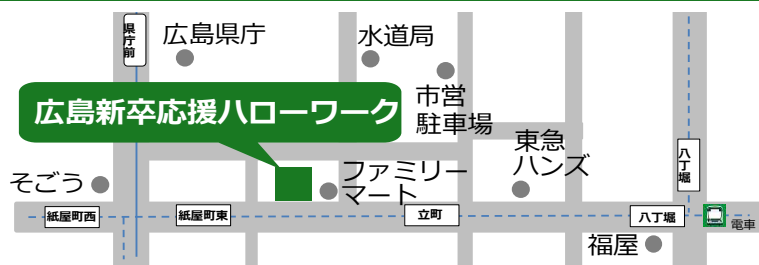 県庁前
広島県庁
水道局
広島新卒応援ハローワーク
市営
駐車場
東急
ハンズ
八丁堀
そごう
ファミリー
マート
紙屋町西
紙屋町東
立町
八丁堀
電車
福屋